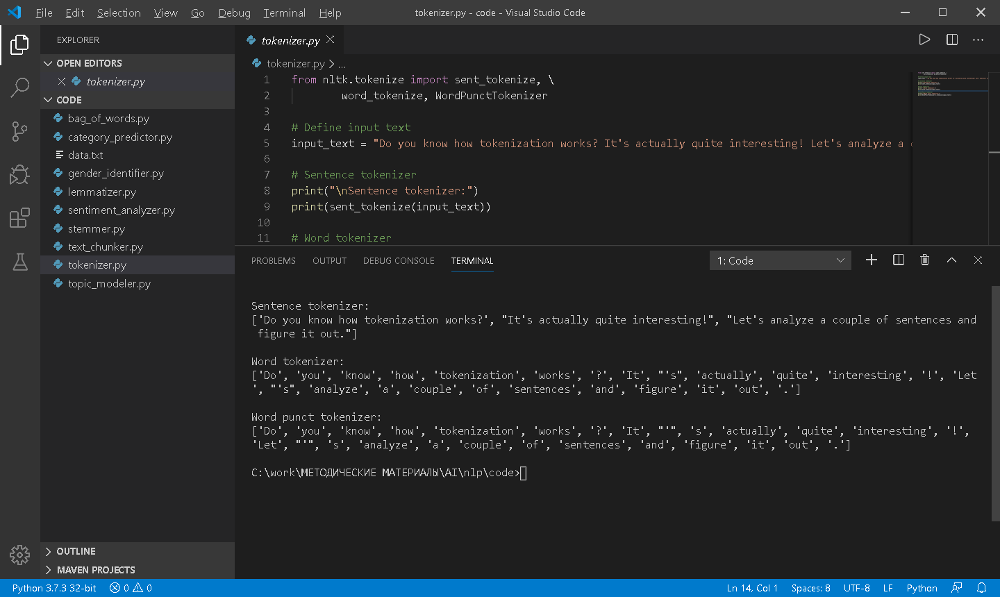 File Edit Selection View Go Debug Terminal Help tokenizer.py - code - Visual Studio Code
EXPLORER
OPEN EDITORS
tokenizer.py
CODE
bag_of_words.py
category_predictor.py
data.txt
gender_identifier.py
lemmatizer.py
sentiment_analyzer.py
stemmer.py
text_chunker.py
tokenizer.py
topic_modeler.py
OUTLINE
MAVEN PROJECTS
tokenizer.py
tokenizer.py > ...
1 from nltk.tokenize import sent_tokenize, \
2 word_tokenize, WordPunctTokenizer
3
4 # Define input text
5 input_text = "Do you know how tokenization works? It's actually quite interesting! Let's analyze a
6
7 # Sentence tokenizer
8 print("\nSentence tokenizer:")
9 print(sent_tokenize(input_text))
10
11 # Word tokenizer
PROBLEMS OUTPUT DEBUG CONSOLE TERMINAL 1: Code
Sentence tokenizer:
['Do you know how tokenization works?', "It's actually quite interesting!", "Let's analyze a couple of sentences and
figure it out."]
Word tokenizer:
['Do', 'you', 'know', 'how', 'tokenization', 'works', '?', 'It', "'s", 'actually', 'quite', 'interesting', '!', 'Let
', "'s", 'analyze', 'a', 'couple', 'of', 'sentences', 'and', 'figure', 'it', 'out', '.']
Word punct tokenizer:
['Do', 'you', 'know', 'how', 'tokenization', 'works', '?', 'It', "'", 's', 'actually', 'quite', 'interesting', '!',
'Let', "'", 's', 'analyze', 'a', 'couple', 'of', 'sentences', 'and', 'figure', 'it', 'out', '.']
C:\work\МЕТОДИЧЕСКИЕ МАТЕРИАЛЫ\AI\nlp\code>
Python 3.7.3 32-bit 0 0 Ln 14, Col 1 Spaces: 8 UTF-8 LF Python